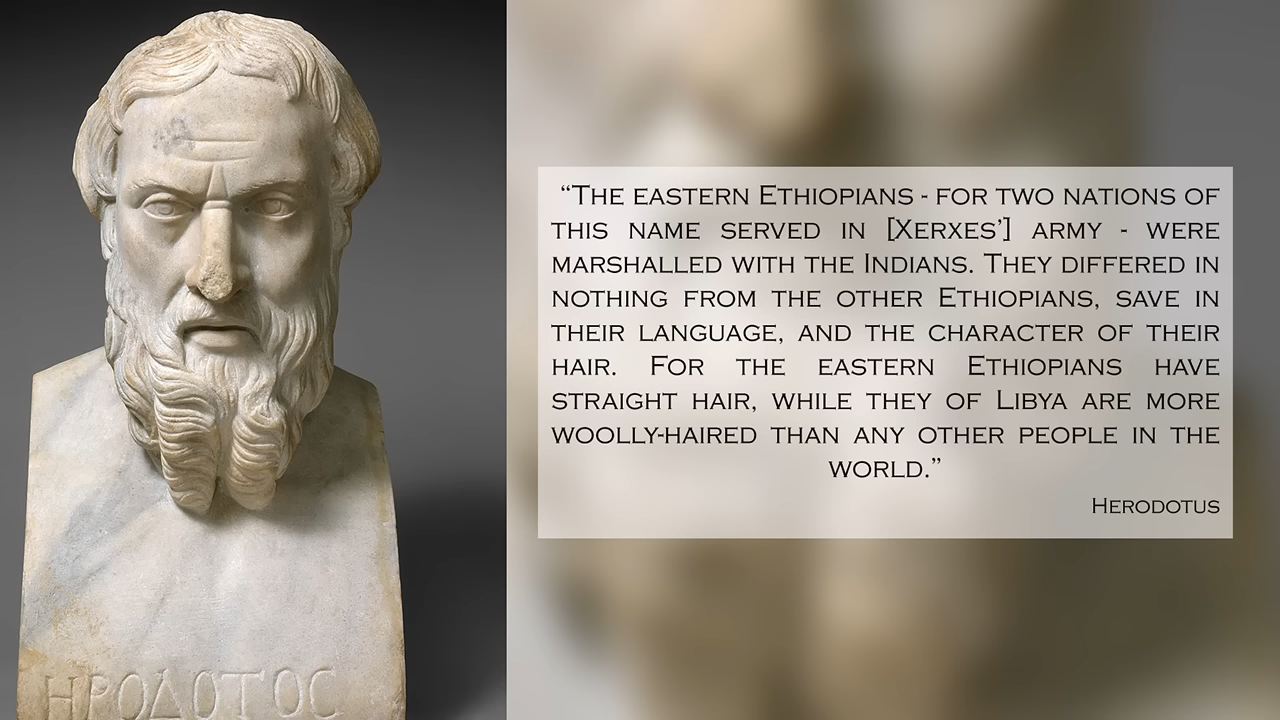 ΗΡΟΔΟΤΟС
“The eastern Ethiopians - for two nations of
this name served in [Xerxes’] army - were
marshalled with the Indians. They differed in
nothing from the other Ethiopians, save in
their language, and the character of their
hair. For the eastern Ethiopians have
straight hair, while they of Libya are more
woolly-haired than any other people in the
world.”
Herodotus